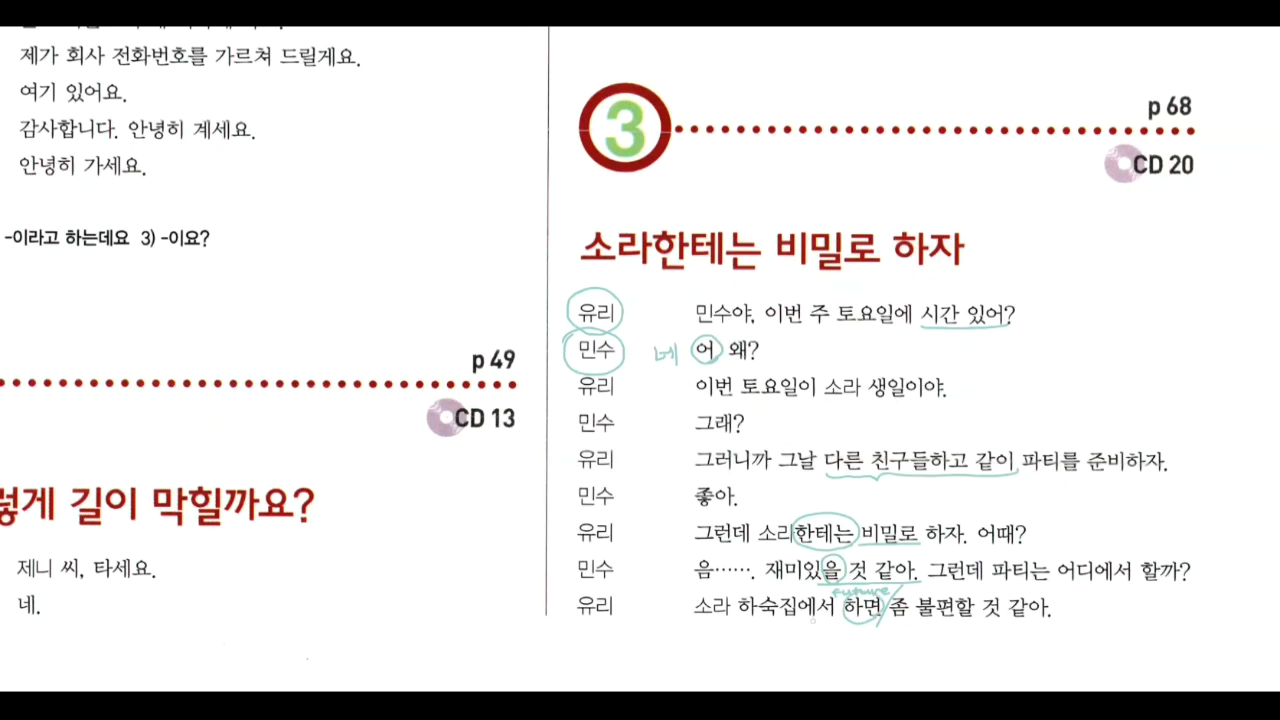 제가 회사 전화번호를 가르쳐 드릴게요.
여기 있어요.
감사합니다. 안녕히 계세요.
안녕히 가세요.
-이라고 하는데요 3) -이요?
p 49
CD 13
렇게 길이 막힐까요?
제니 씨, 타세요.
네.
3
p 68
CD 20
소라한테는 비밀로 하자
유리 민수야, 이번 주 토요일에 시간 있어?
민수 네 어 왜?
유리 이번 토요일이 소라 생일이야.
민수 그래?
유리 그러니까 그날 다른 친구들하고 같이 파티를 준비하자.
민수 좋아.
유리 그런데 소리한테는 비밀로 하자. 어때?
민수 음……. 재미있을 것 같아. 그런데 파티는 어디에서 할까?
future
유리 소라 하숙집에서 하면 좀 불편할 것 같아.